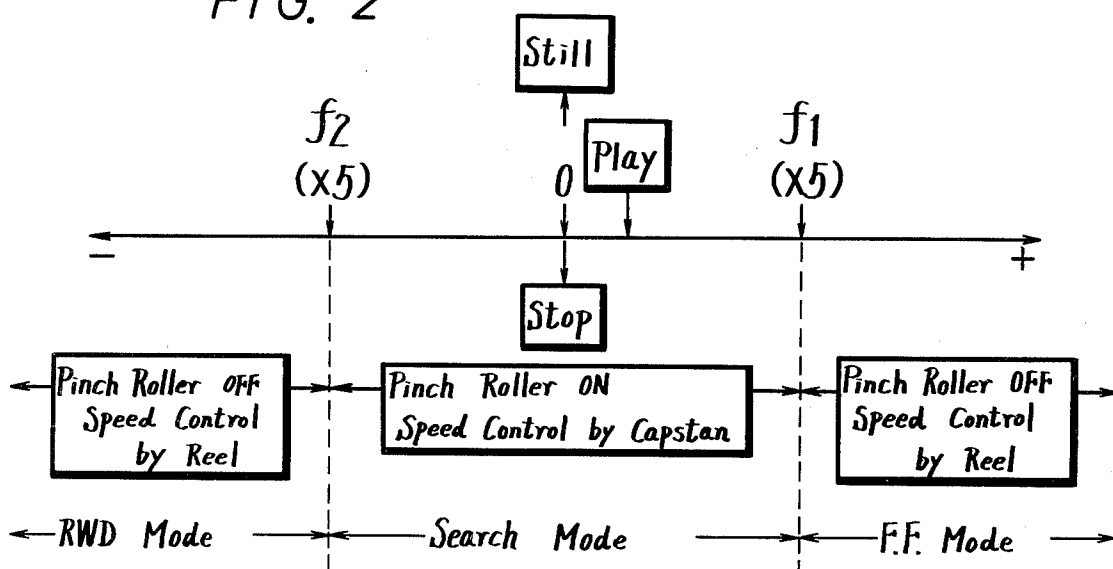 FIG. 2
Still
f2
(x5)
0
Play
f1
(x5)
−
+
Stop
Pinch Roller OFF
Speed Control
by Reel
Pinch Roller ON
Speed Control by Capstan
Pinch Roller OFF
Speed Control
by Reel
RWD Mode
Search Mode
F.F. Mode